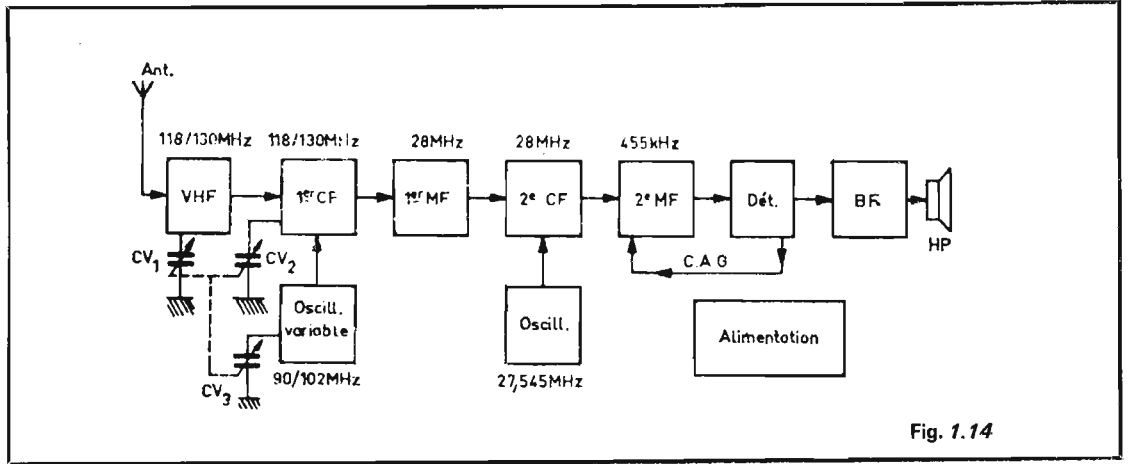 Ant.
118/130MHz
118/130MHz
28MHz
28MHz
455kHz
VHF
1er CF
1er MF
2e CF
2e MF
Dét.
BF.
HP
CV1
CV2
C.A.G
Oscill.
variable
Oscill.
Alimentation
CV3
90/102MHz
27,545MHz
Fig. 1.14